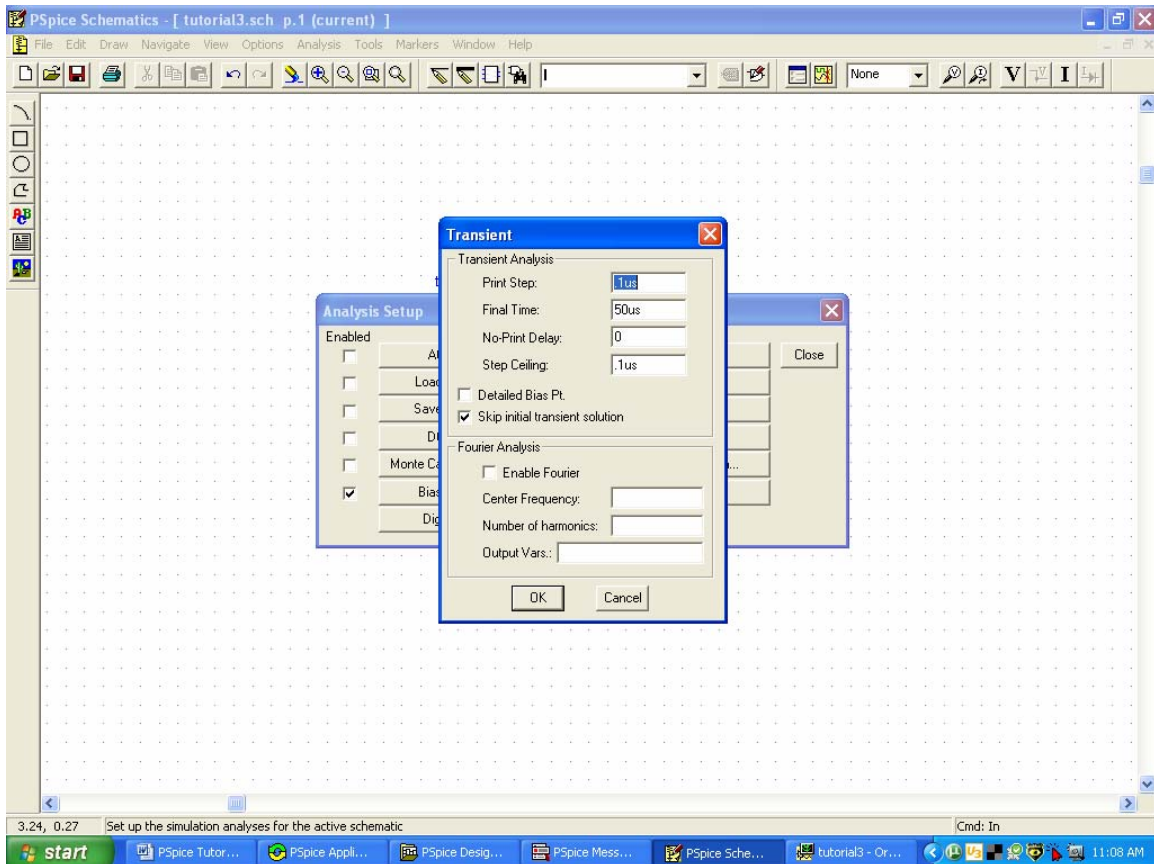 PSpice Schematics - [ tutorial3.sch p.1 (current) ]
File Edit Draw Navigate View Options Analysis Tools Markers Window Help
None
V I
Transient
Transient Analysis
Print Step: .1us
Final Time: 50us
No-Print Delay: 0
Step Ceiling: .1us
Detailed Bias Pt.
Skip initial transient solution
Fourier Analysis
Enable Fourier
Center Frequency:
Number of harmonics:
Output Vars.:
OK Cancel
Analysis Setup
Enabled
Close
Load
Save
Monte Ca
Bias
Dig
3.24, 0.27 Set up the simulation analyses for the active schematic Cmd: In
start PSpice Tutor... PSpice Appli... PSpice Desig... PSpice Mess... PSpice Sche... tutorial3 - Or... 11:08 AM